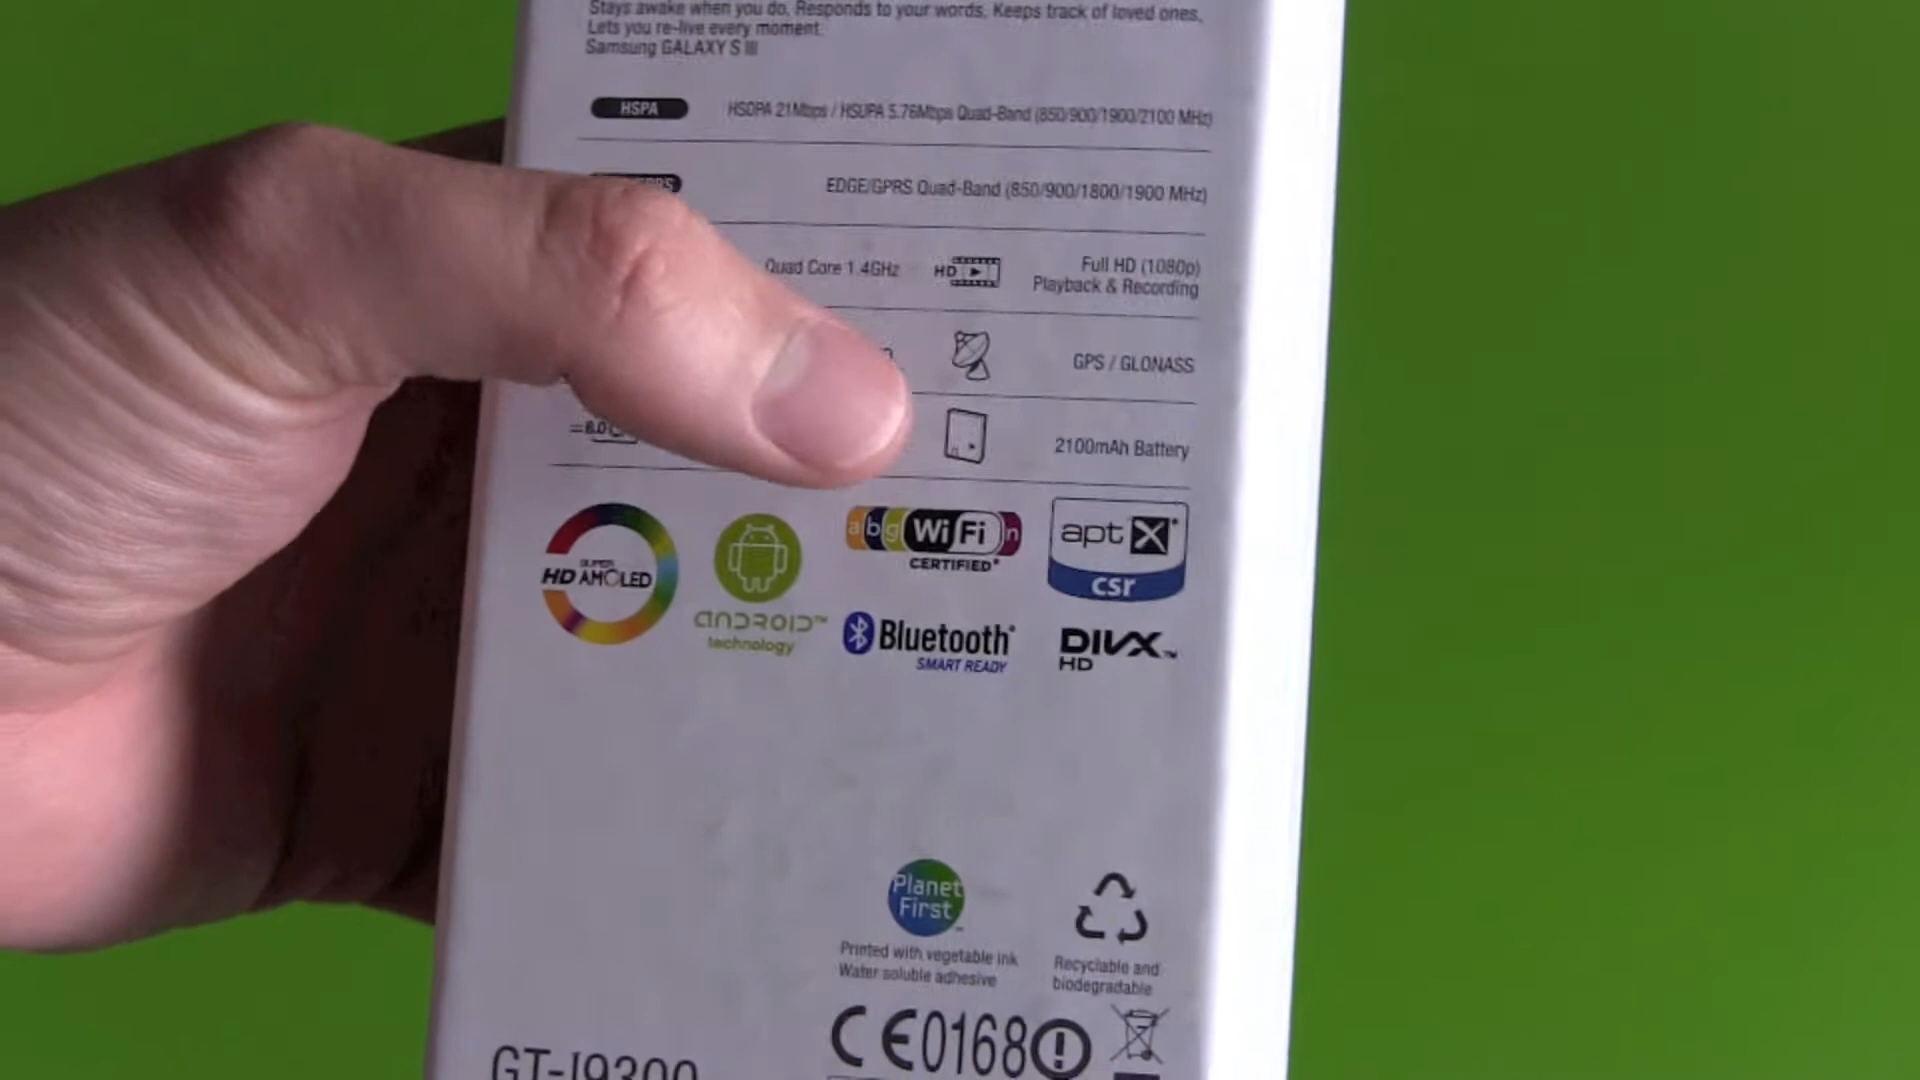 Stays awake when you do. Responds to your words. Keeps track of loved ones.
Lets you re-live every moment.
Samsung GALAXY S III
HSPA
HSDPA 21Mbps / HSUPA 5.76Mbps Quad-Band (850/900/1900/2100 MHz)
EDGE/GPRS Quad-Band (850/900/1800/1900 MHz)
Quad Core 1.4GHz
HD
Full HD (1080p)
Playback & Recording
GPS / GLONASS
2100mAh Battery
SUPER
HD AMOLED
ANDROID™
technology
abg WiFi n
CERTIFIED®
aptX®
csr
Bluetooth®
SMART READY
DIVX™
HD
Planet
First™
Printed with vegetable ink
Water soluble adhesive
Recyclable and
biodegradable
GT-I9300
CE0168